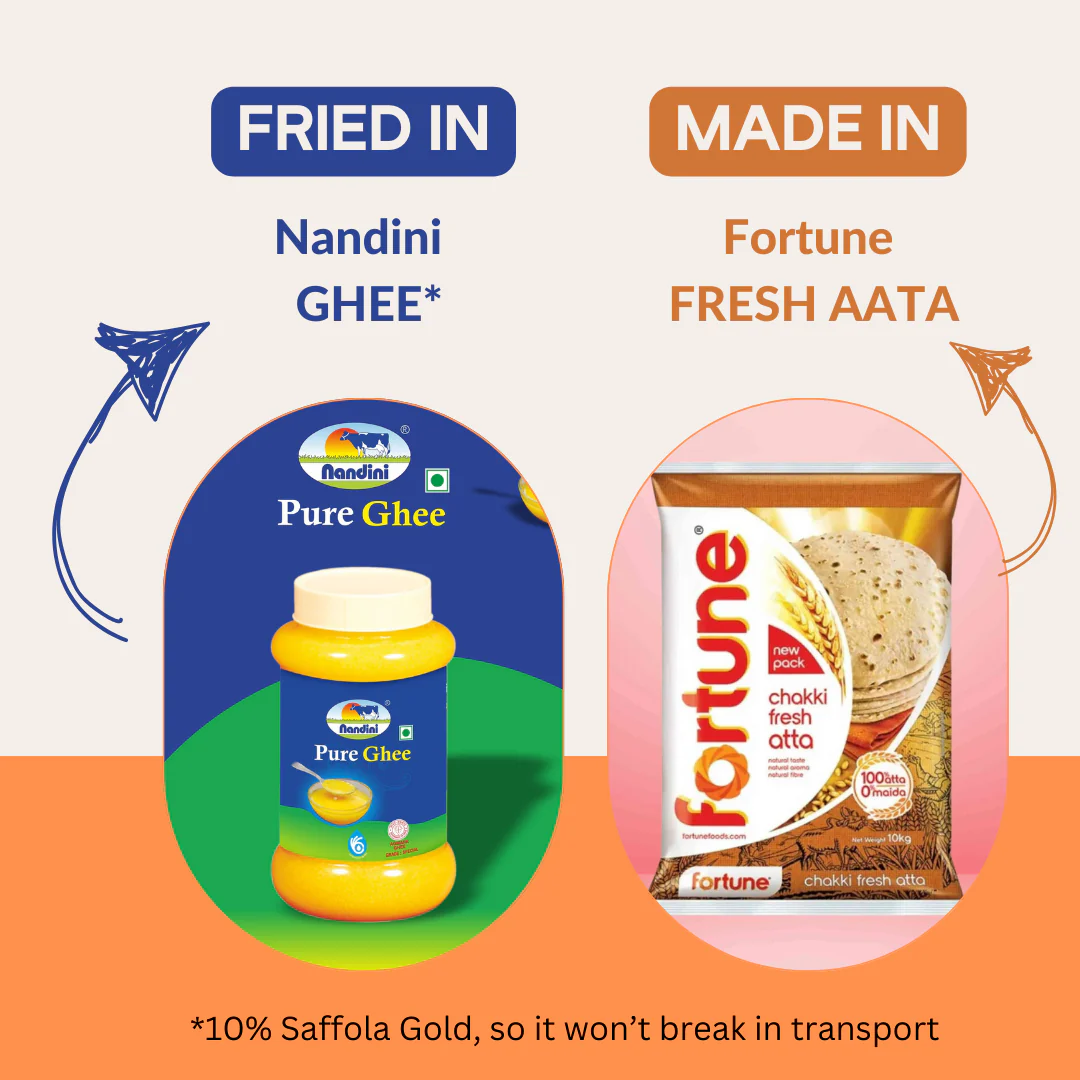 FRIED IN
MADE IN
Nandini
GHEE*
Fortune
FRESH AATA
Nandini
®
Pure Ghee
Nandini
®
Pure Ghee
fortune
®
new
pack
chakki
fresh
atta
natural taste
natural aroma
natural fibre
100% atta
0% maida
fortunefoods.com
Net Weight 10kg
fortune
chakki fresh atta
*10% Saffola Gold, so it won’t break in transport